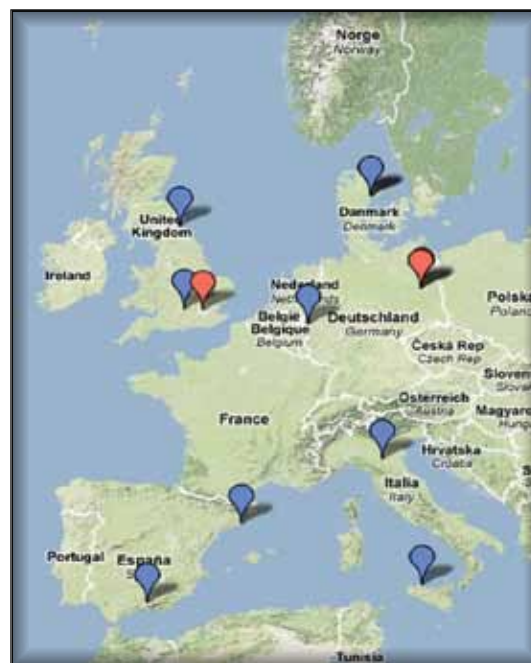 Norge
Norway
Danmark
Denmark
United
Kingdom
Ireland
Nederland
Polska
Poland
België
Belgique
Belgium
Deutschland
Germany
Česká Rep
Czech Rep
Österreich
Austria
France
Hrvatska
Croatia
Italia
Italy
Portugal
España
Tunisia